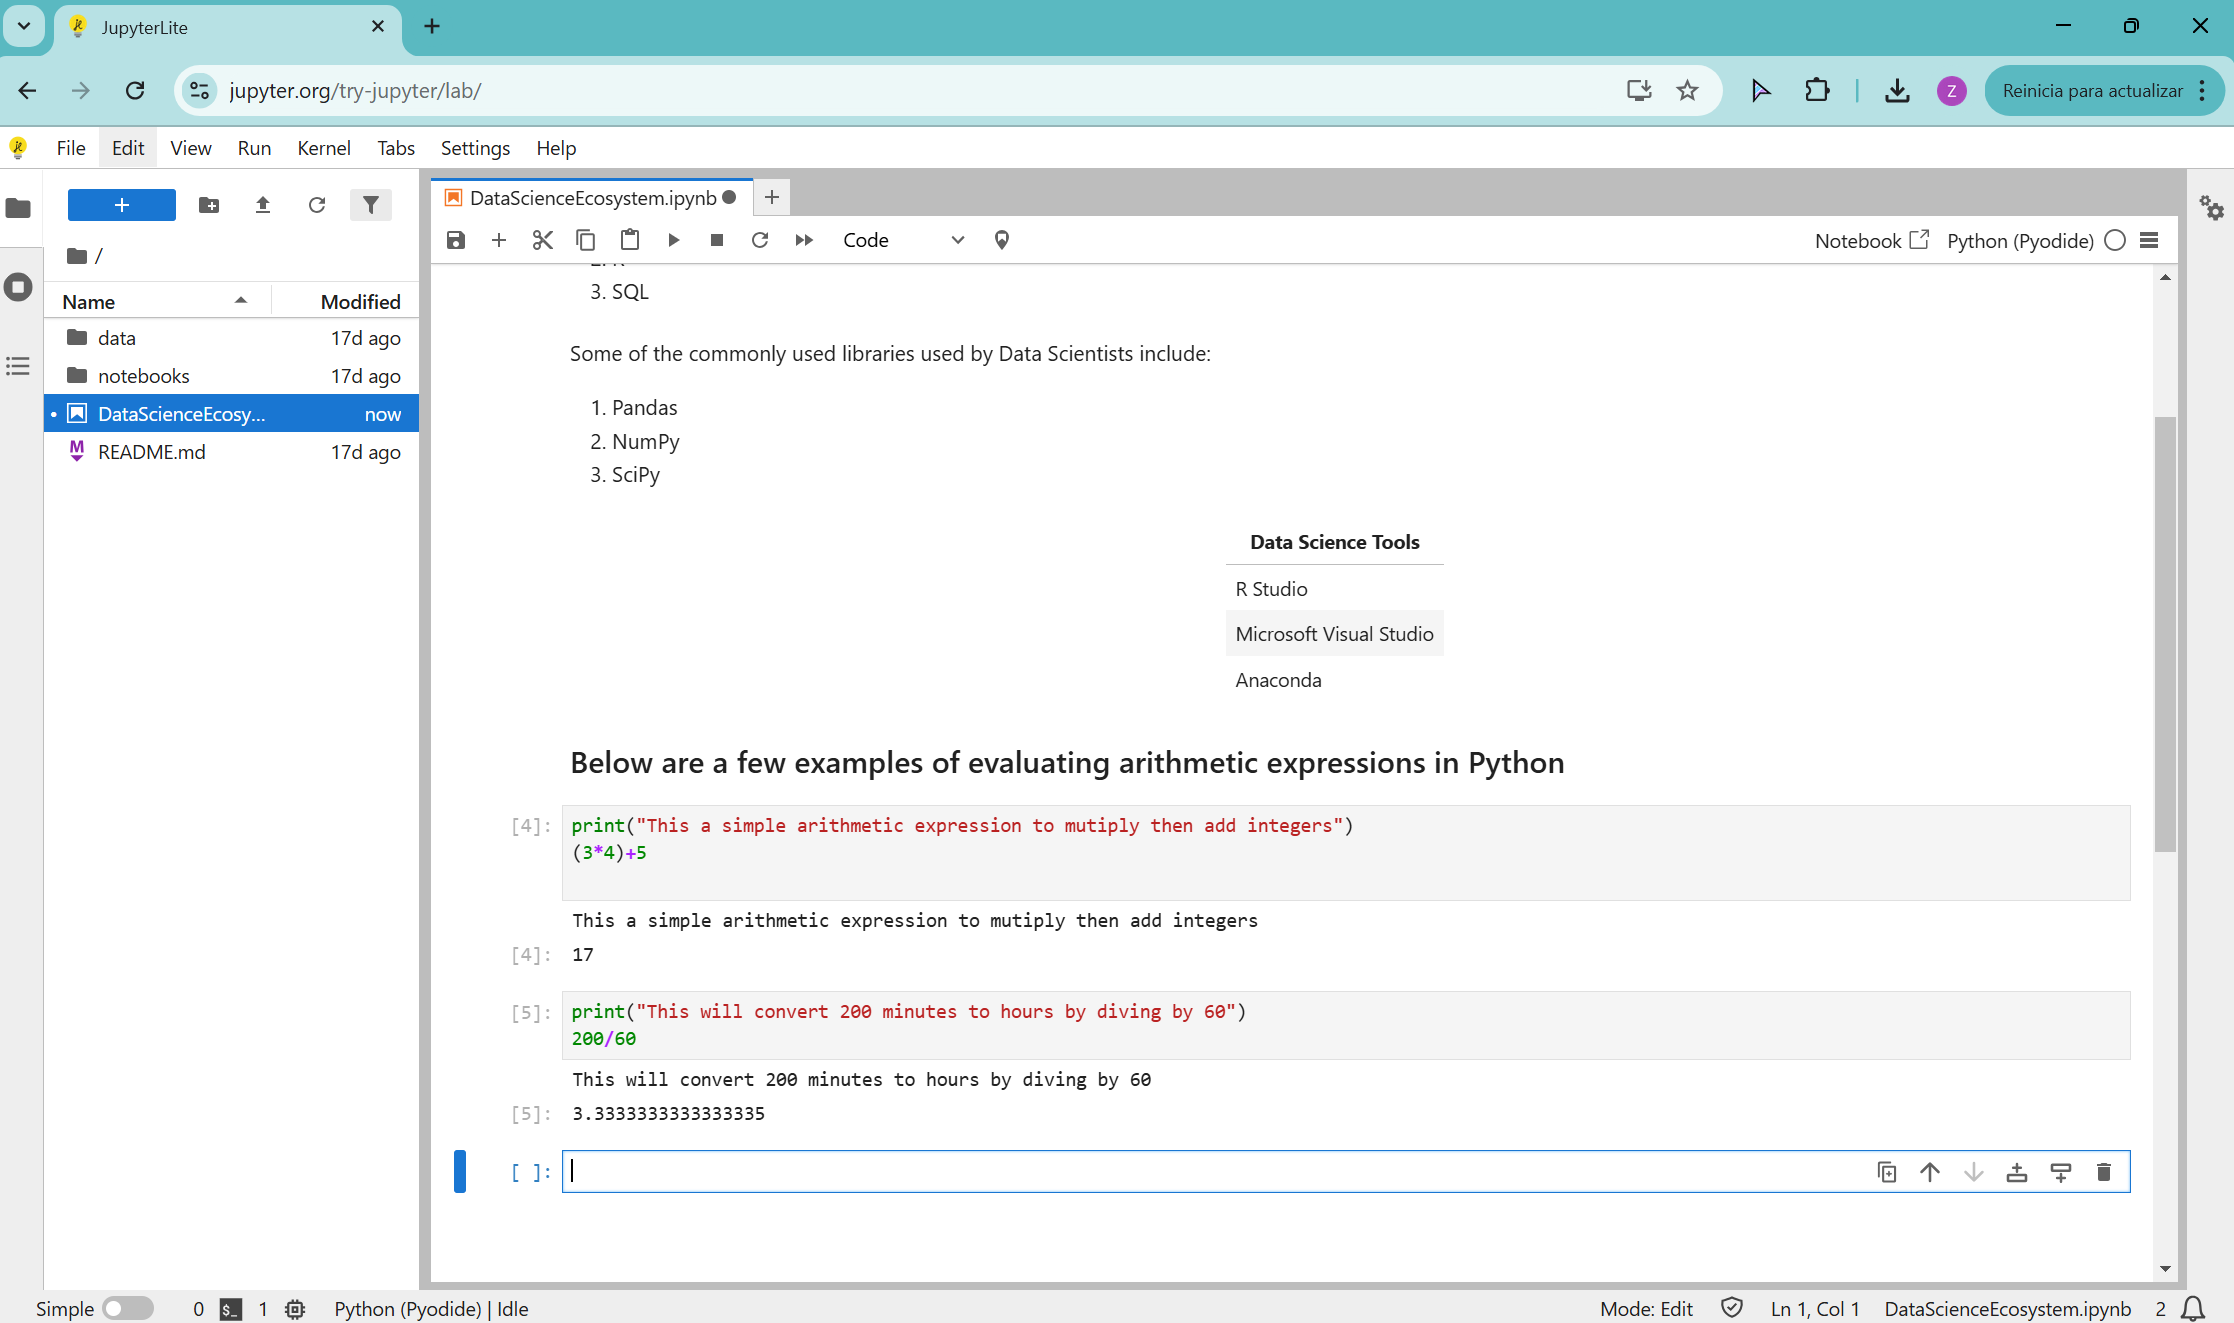 JupyterLite
jupyter.org/try-jupyter/lab/
Z
Reinicia para actualizar
File Edit View Run Kernel Tabs Settings Help
DataScienceEcosystem.ipynb
Code
Notebook
Python (Pyodide)
/
Name Modified
data 17d ago
notebooks 17d ago
DataScienceEcosy... now
M README.md 17d ago
3. SQL
Some of the commonly used libraries used by Data Scientists include:
1. Pandas
2. NumPy
3. SciPy
Data Science Tools
R Studio
Microsoft Visual Studio
Anaconda
Below are a few examples of evaluating arithmetic expressions in Python
[4]: print("This a simple arithmetic expression to mutiply then add integers")
(3*4)+5
This a simple arithmetic expression to mutiply then add integers
[4]: 17
[5]: print("This will convert 200 minutes to hours by diving by 60")
200/60
This will convert 200 minutes to hours by diving by 60
[5]: 3.3333333333333335
[ ]:
Simple 0 $_ 1 Python (Pyodide) | Idle
Mode: Edit Ln 1, Col 1 DataScienceEcosystem.ipynb 2